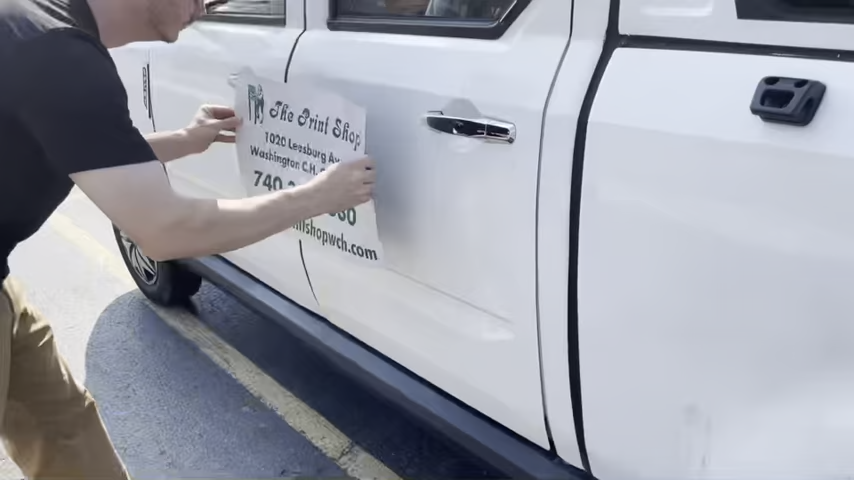 The Print Shop
1020 Leesburg Av
Washington C.H.
740
shopwch.com